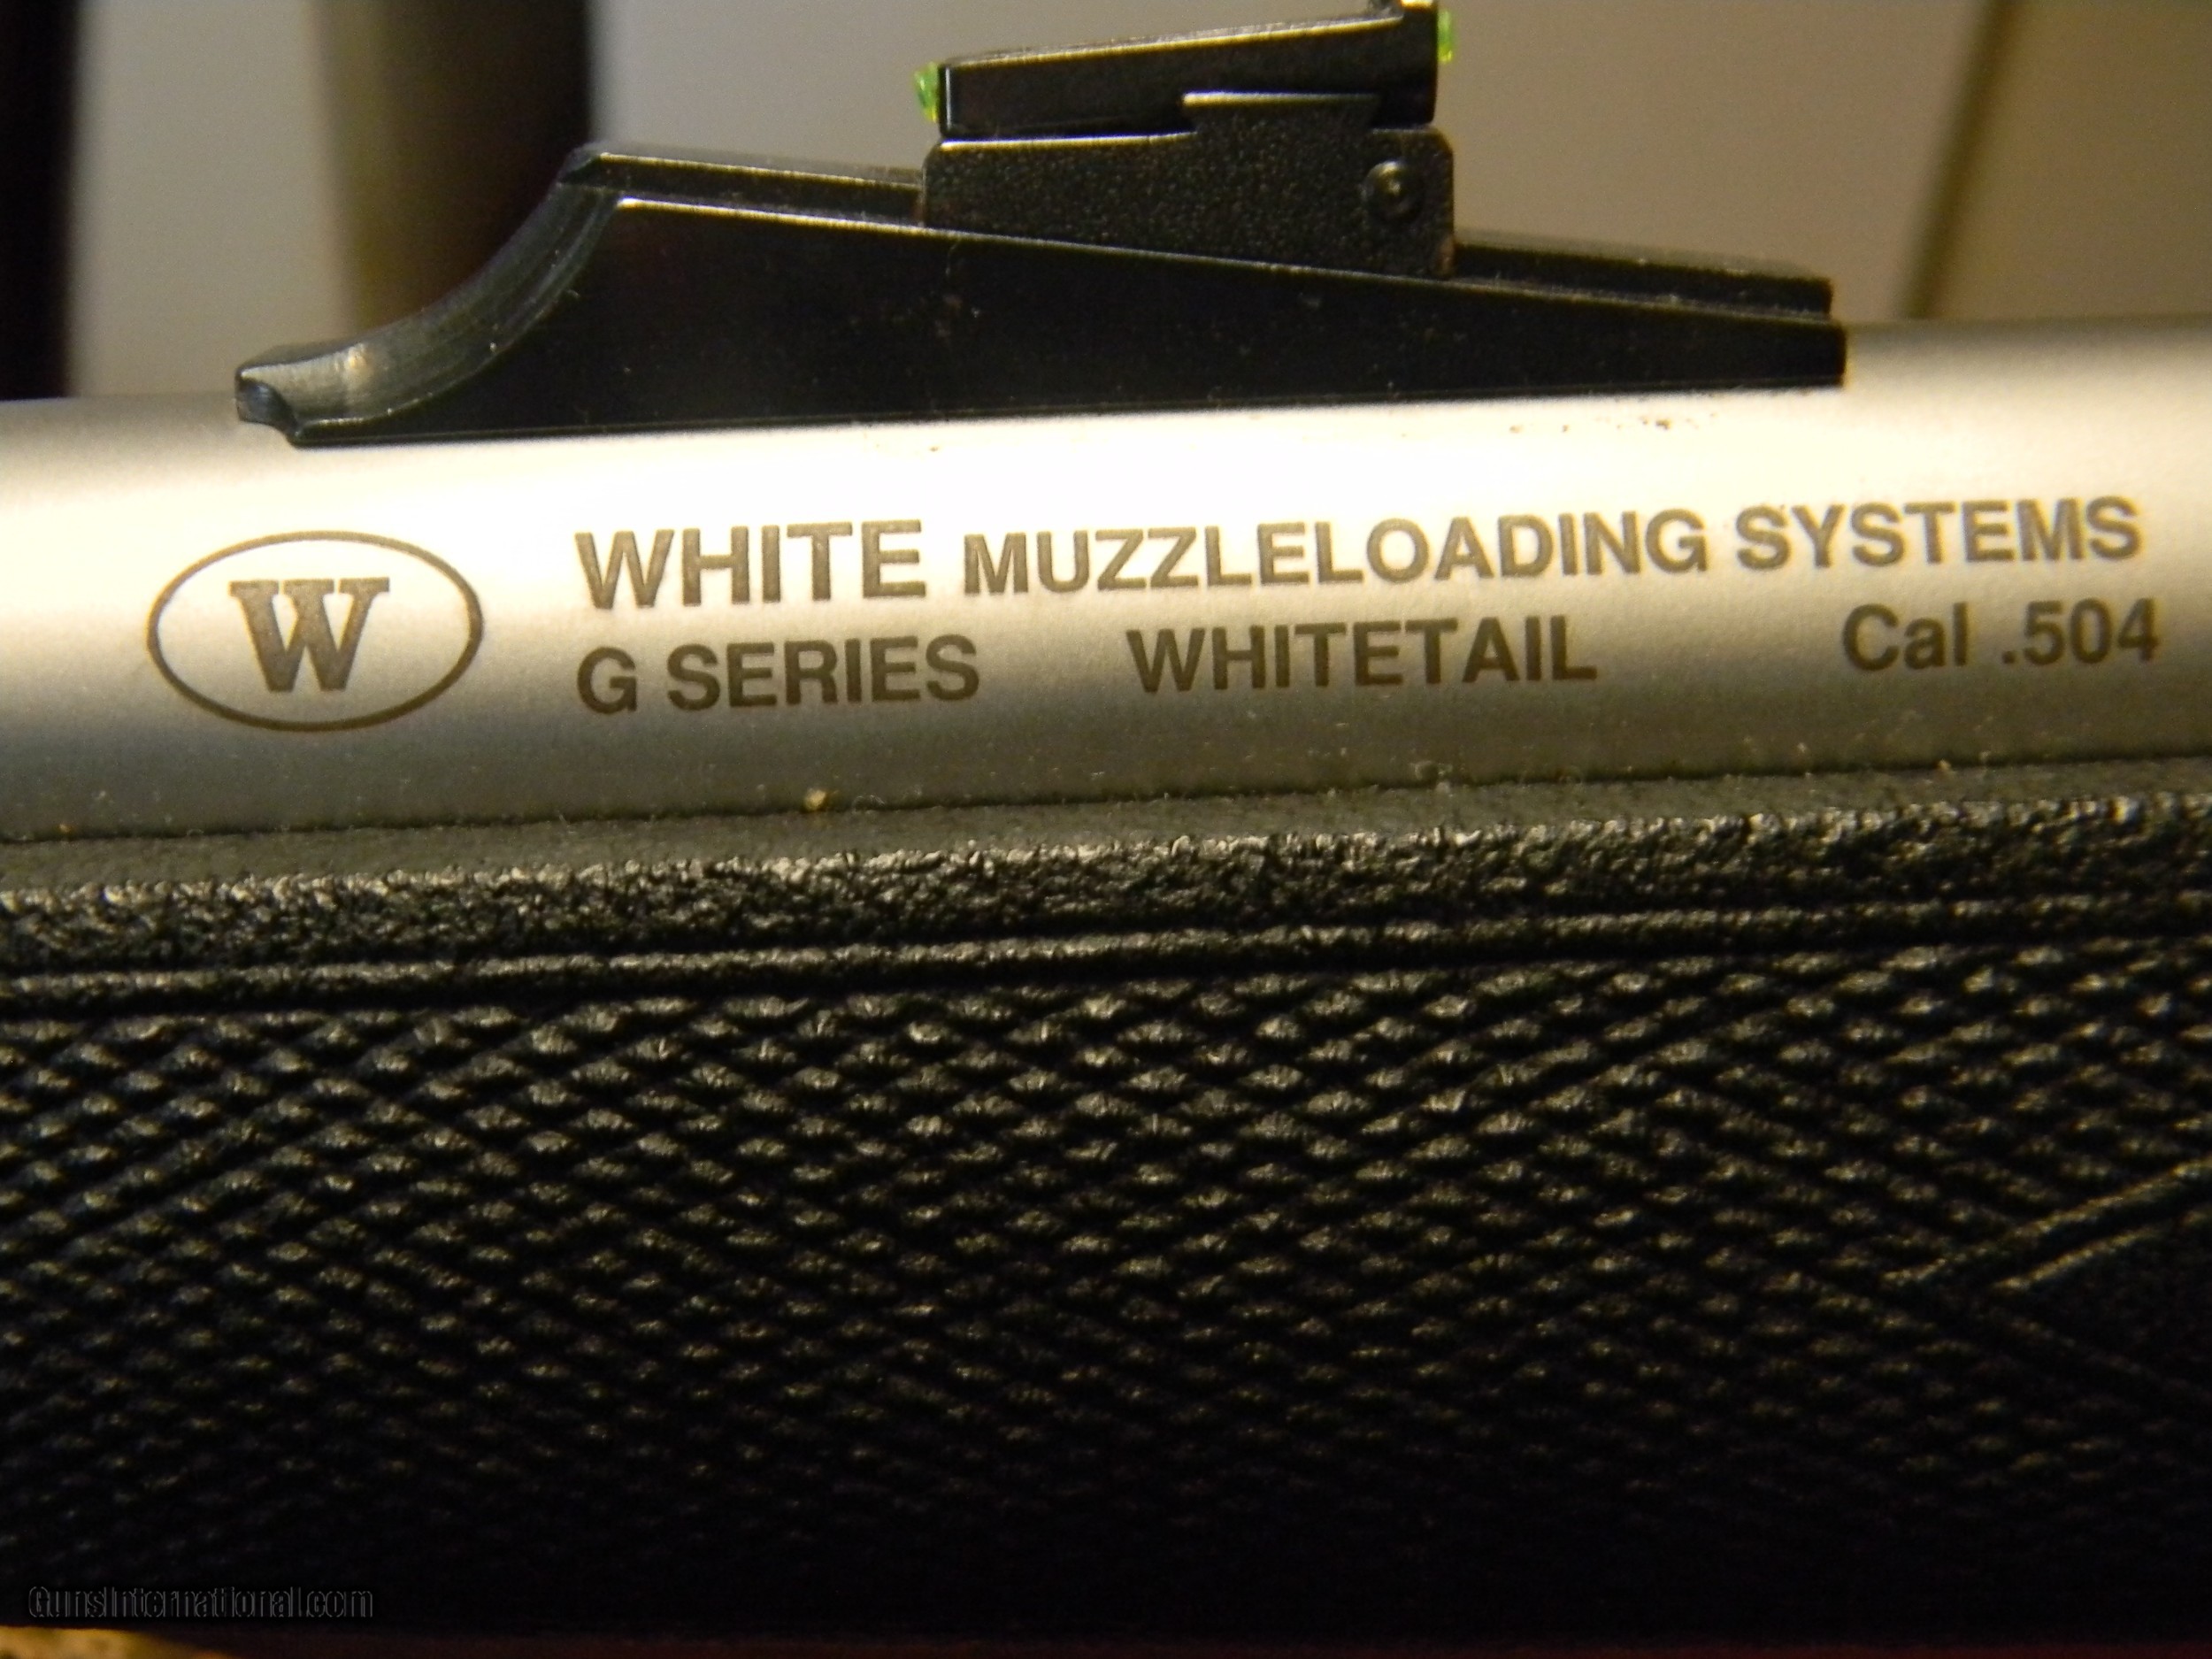 W
WHITE MUZZLELOADING SYSTEMS
G SERIES WHITETAIL Cal .504
GunsInternational.com